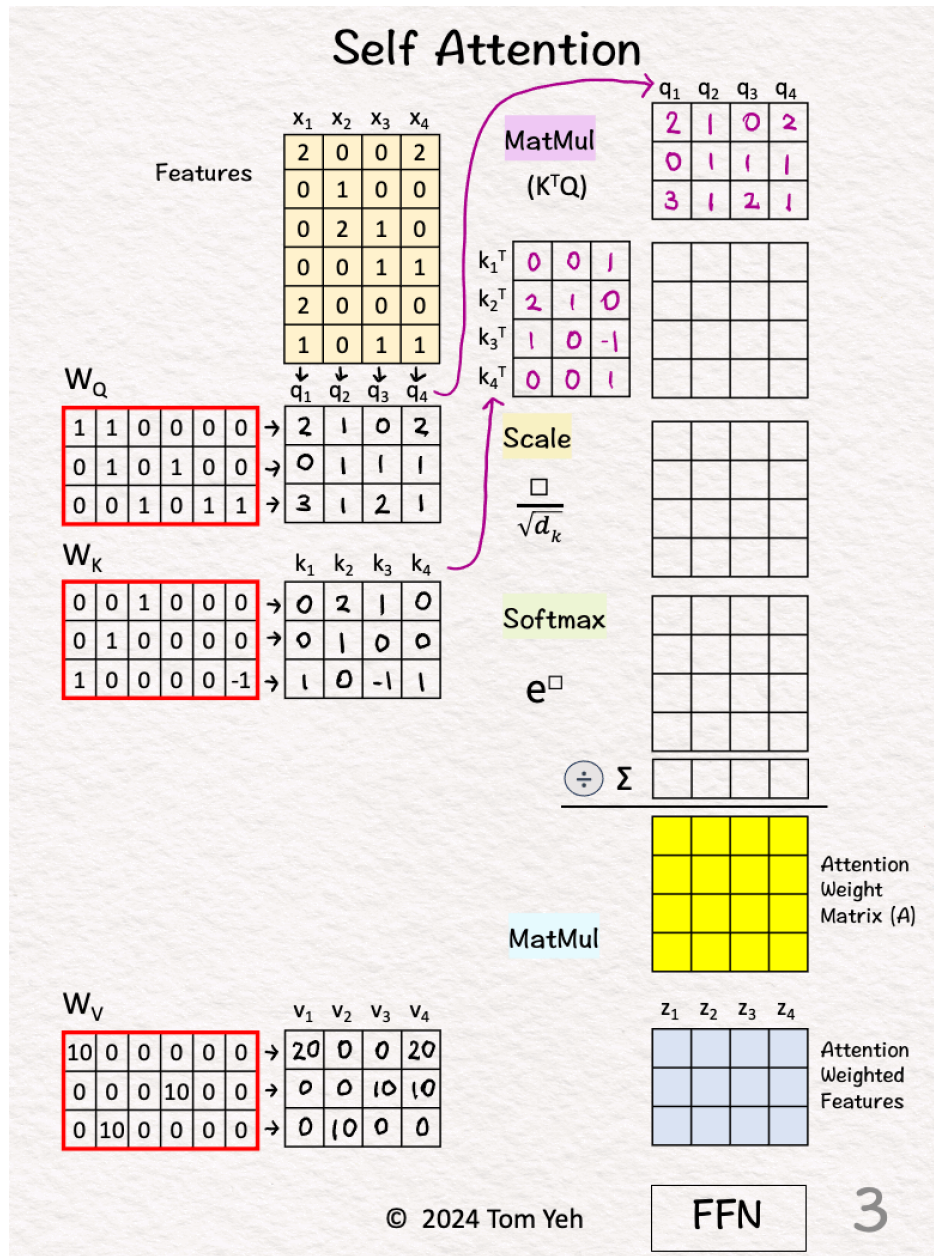 Self Attention
Features
x1 x2 x3 x4
2 0 0 2
0 1 0 0
0 2 1 0
0 0 1 1
2 0 0 0
1 0 1 1
↓ ↓ ↓ ↓
MatMul
(KᵀQ)
q1 q2 q3 q4
2 1 0 2
0 1 1 1
3 1 2 1
k1ᵀ 0 0 1
k2ᵀ 2 1 0
k3ᵀ 1 0 -1
k4ᵀ 0 0 1
WQ
q1 q2 q3 q4
1 1 0 0 0 0 → 2 1 0 2
0 1 0 1 0 0 → 0 1 1 1
0 0 1 0 1 1 → 3 1 2 1
Scale
□
√dk
WK
k1 k2 k3 k4
0 0 1 0 0 0 → 0 2 1 0
0 1 0 0 0 0 → 0 1 0 0
1 0 0 0 0 -1 → 1 0 -1 1
Softmax
e□
÷ Σ
Attention
Weight
Matrix (A)
MatMul
WV
v1 v2 v3 v4
10 0 0 0 0 0 → 20 0 0 20
0 0 0 10 0 0 → 0 0 10 10
0 10 0 0 0 0 → 0 10 0 0
z1 z2 z3 z4
Attention
Weighted
Features
© 2024 Tom Yeh
FFN
3